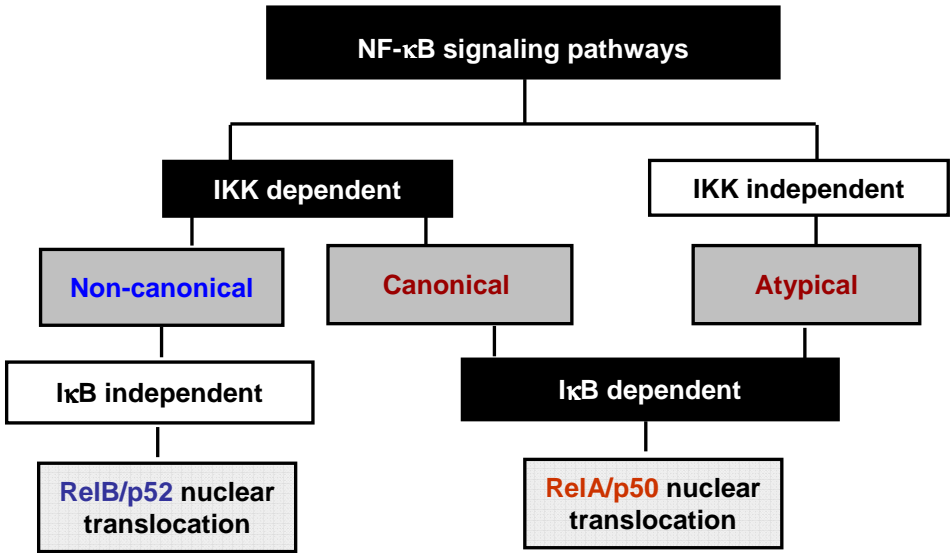 NF-κB signaling pathways
IKK dependent
IKK independent
Non-canonical
Canonical
Atypical
IκB independent
IκB dependent
RelB/p52 nuclear
translocation
RelA/p50 nuclear
translocation